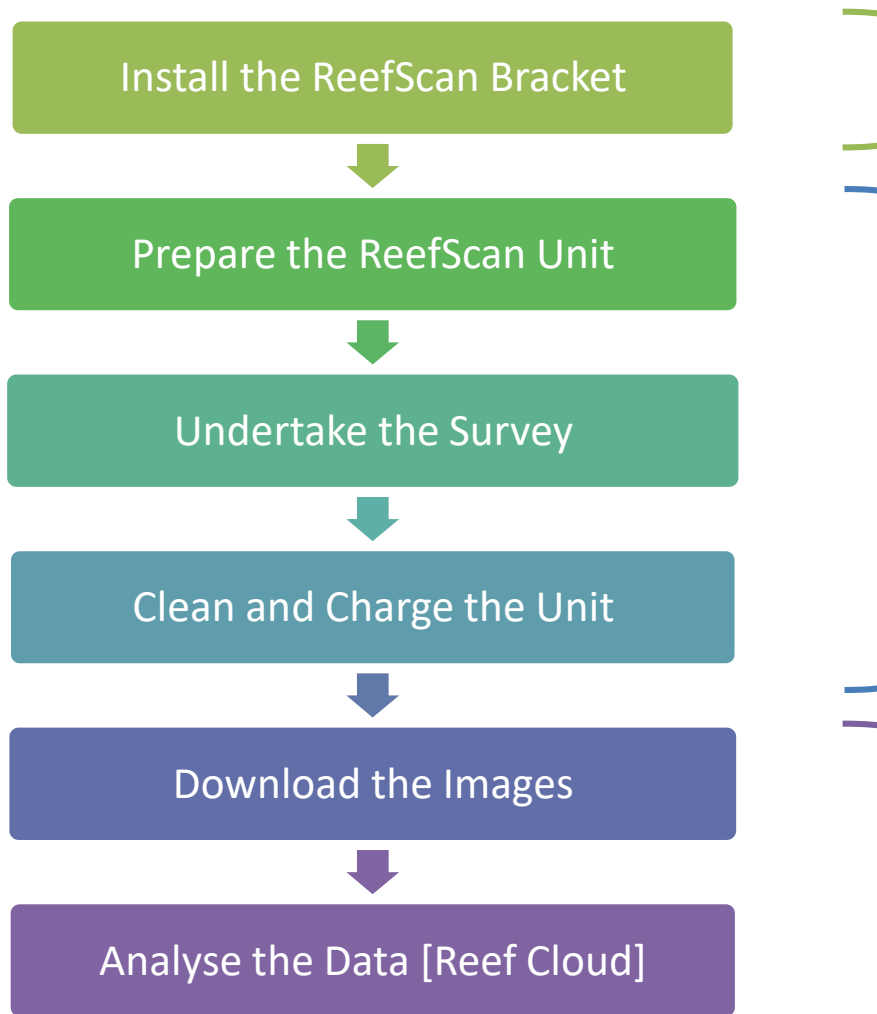 Install the ReefScan Bracket
Prepare the ReefScan Unit
Undertake the Survey
Clean and Charge the Unit
Download the Images
Analyse the Data [Reef Cloud]